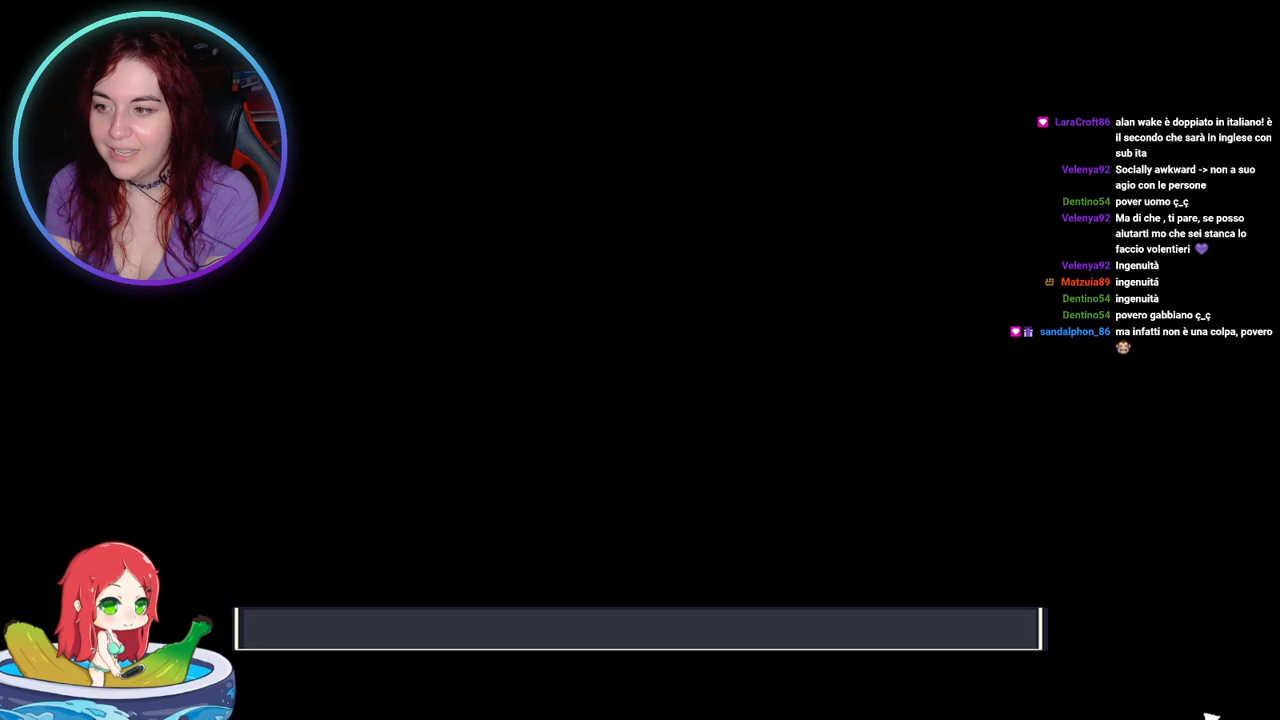 LaraCroft86 alan wake è doppiato in italiano! è
il secondo che sarà in inglese con
sub ita
Velenya92 Socially awkward -> non a suo
agio con le persone
Dentino54 pover uomo ç_ç
Velenya92 Ma di che , ti pare, se posso
aiutarti mo che sei stanca lo
faccio volentieri 💜
Velenya92 Ingenuità
Matzuia89 ingenuitá
Dentino54 ingenuità
Dentino54 povero gabbiano ç_ç
sandalphon_86 ma infatti non è una colpa, povero